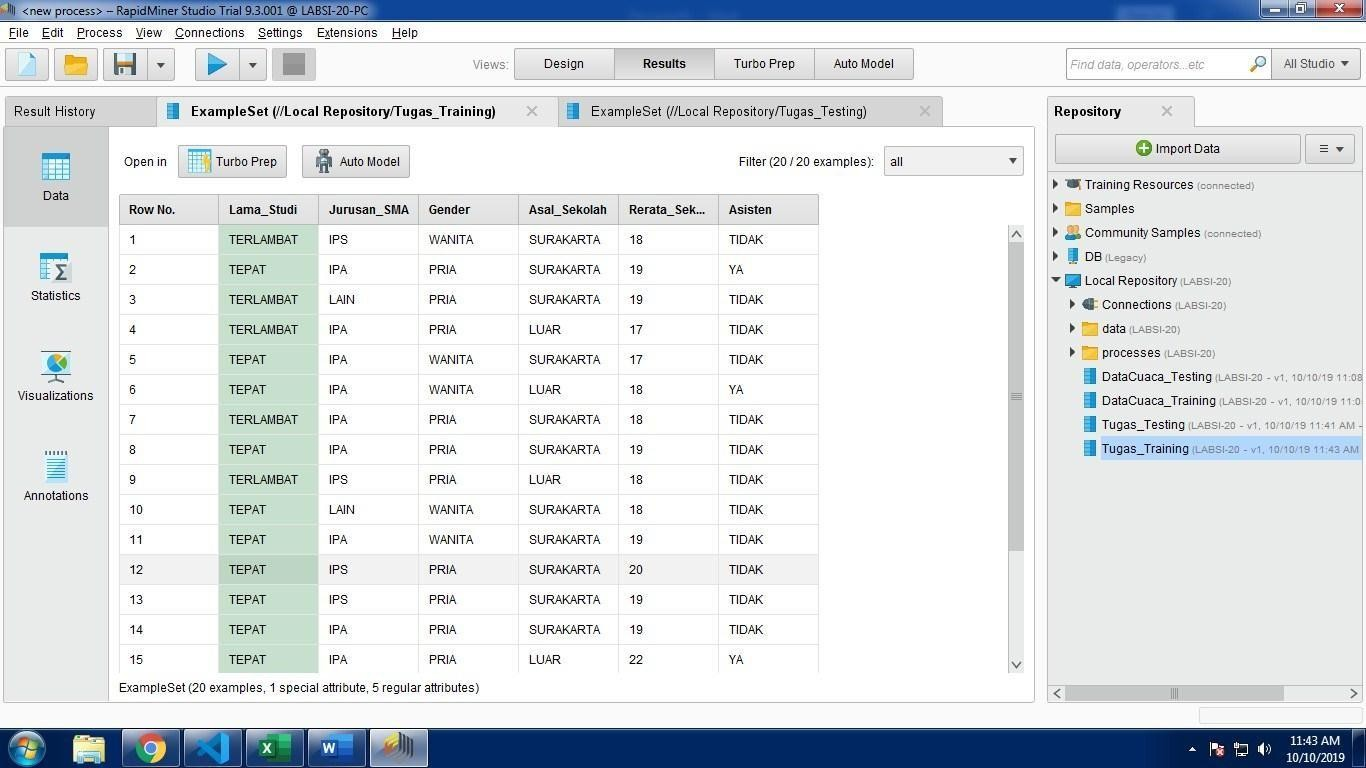 <new process> – RapidMiner Studio Trial 9.3.001 @ LABSI-20-PC
File Edit Process View Connections Settings Extensions Help
Views: Design Results Turbo Prep Auto Model Find data, operators...etc All Studio
Result History ExampleSet (//Local Repository/Tugas_Training) ExampleSet (//Local Repository/Tugas_Testing)
Data
Statistics
Visualizations
Annotations
Open in Turbo Prep Auto Model Filter (20 / 20 examples): all
Row No. Lama_Studi Jurusan_SMA Gender Asal_Sekolah Rerata_Sek... Asisten
1 TERLAMBAT IPS WANITA SURAKARTA 18 TIDAK
2 TEPAT IPA PRIA SURAKARTA 19 YA
3 TERLAMBAT LAIN PRIA SURAKARTA 19 TIDAK
4 TERLAMBAT IPA PRIA LUAR 17 TIDAK
5 TEPAT IPA WANITA SURAKARTA 17 TIDAK
6 TEPAT IPA WANITA LUAR 18 YA
7 TERLAMBAT IPA PRIA SURAKARTA 18 TIDAK
8 TEPAT IPA PRIA SURAKARTA 19 TIDAK
9 TERLAMBAT IPS PRIA LUAR 18 TIDAK
10 TEPAT LAIN WANITA SURAKARTA 18 TIDAK
11 TEPAT IPA WANITA SURAKARTA 19 TIDAK
12 TEPAT IPS PRIA SURAKARTA 20 TIDAK
13 TEPAT IPS PRIA SURAKARTA 19 TIDAK
14 TEPAT IPA PRIA SURAKARTA 19 TIDAK
15 TEPAT IPA PRIA LUAR 22 YA
ExampleSet (20 examples, 1 special attribute, 5 regular attributes)
Repository
Import Data
Training Resources (connected)
Samples
Community Samples (connected)
DB (Legacy)
Local Repository (LABSI-20)
Connections (LABSI-20)
data (LABSI-20)
processes (LABSI-20)
DataCuaca_Testing (LABSI-20 - v1, 10/10/19 11:08
DataCuaca_Training (LABSI-20 - v1, 10/10/19 11:0
Tugas_Testing (LABSI-20 - v1, 10/10/19 11:41 AM –
Tugas_Training (LABSI-20 - v1, 10/10/19 11:43 AM
11:43 AM
10/10/2019